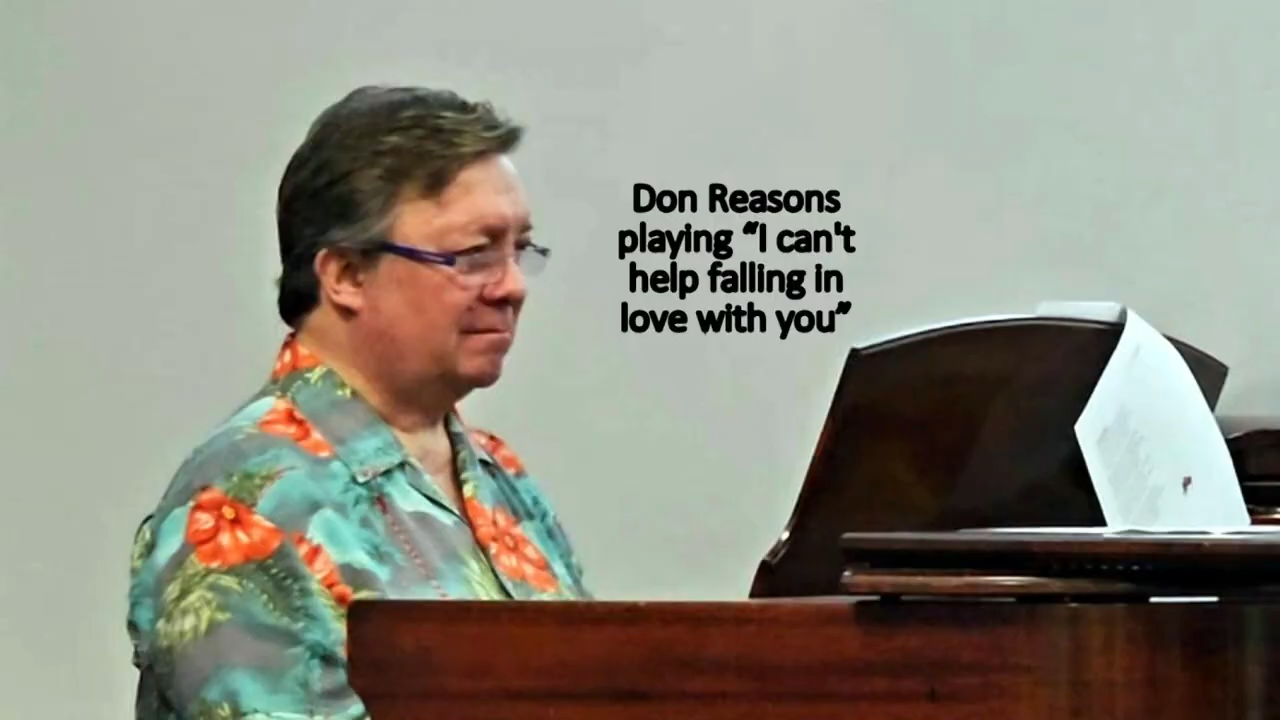 Don Reasons
playing “I can't
help falling in
love with you”